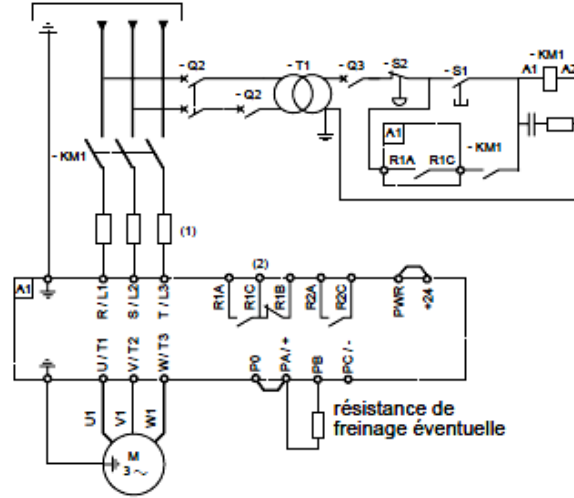 - Q2
- T1
- Q3
- S2
- S1
- KM1
A1
A2
- Q2
A1
- KM1
R1A
R1C
- KM1
(1)
(2)
A1
R / L1
S / L2
T / L3
R1A
R1C
R1B
R2A
R2C
PWR
+24
U / T1
V / T2
W / T3
P0
PA / +
PB
PC / -
U1
V1
W1
résistance de
freinage éventuelle
M
3 ~